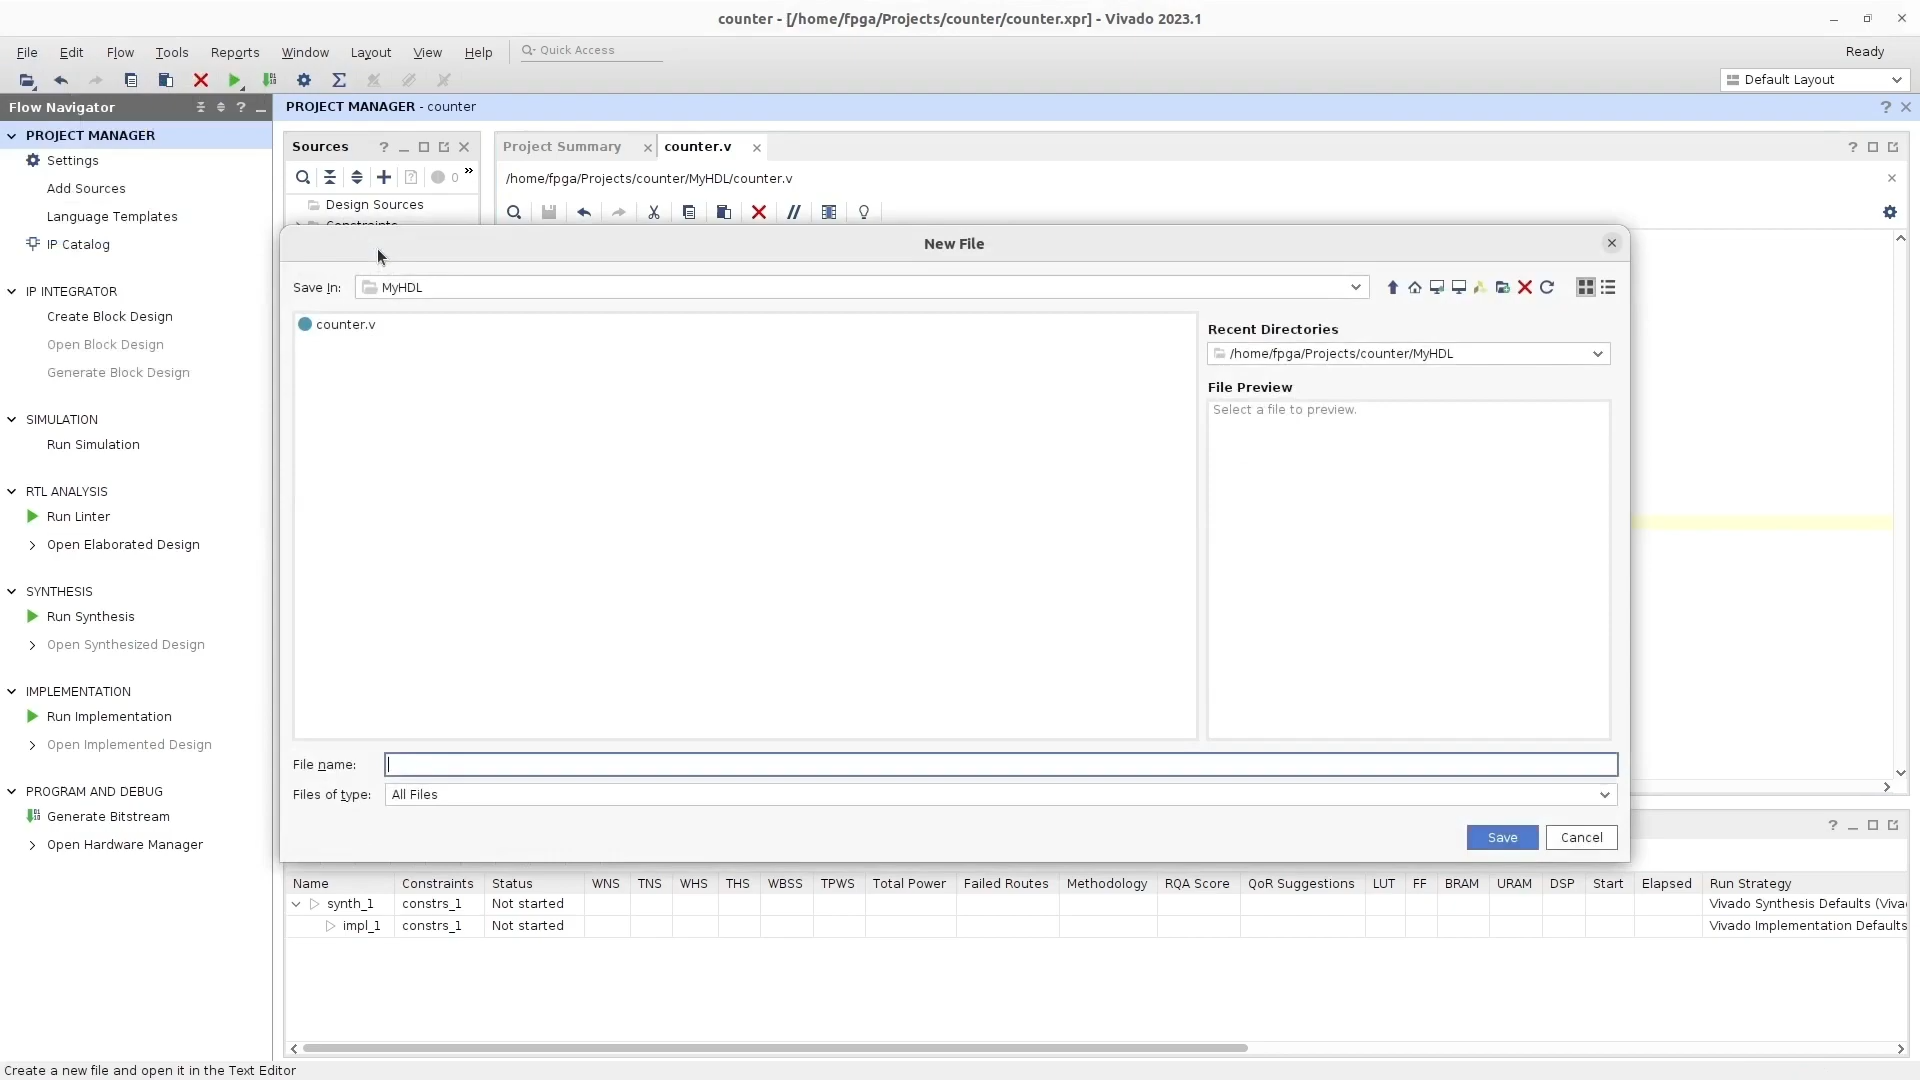 counter - [/home/fpga/Projects/counter/counter.xpr] - Vivado 2023.1
File Edit Flow Tools Reports Window Layout View Help Quick Access Ready
Default Layout
Flow Navigator
PROJECT MANAGER - counter
PROJECT MANAGER
Settings
Add Sources
Language Templates
IP Catalog
IP INTEGRATOR
Create Block Design
Open Block Design
Generate Block Design
SIMULATION
Run Simulation
RTL ANALYSIS
Run Linter
Open Elaborated Design
SYNTHESIS
Run Synthesis
Open Synthesized Design
IMPLEMENTATION
Run Implementation
Open Implemented Design
PROGRAM AND DEBUG
Generate Bitstream
Open Hardware Manager
Sources
0
Design Sources
Constraints
Project Summary counter.v
/home/fpga/Projects/counter/MyHDL/counter.v
New File
Save In: MyHDL
counter.v
Recent Directories
/home/fpga/Projects/counter/MyHDL
File Preview
Select a file to preview.
File name:
Files of type: All Files
Save Cancel
Name Constraints Status WNS TNS WHS THS WBSS TPWS Total Power Failed Routes Methodology RQA Score QoR Suggestions LUT FF BRAM URAM DSP Start Elapsed Run Strategy
synth_1 constrs_1 Not started Vivado Synthesis Defaults (Viva
impl_1 constrs_1 Not started Vivado Implementation Defaults
Create a new file and open it in the Text Editor